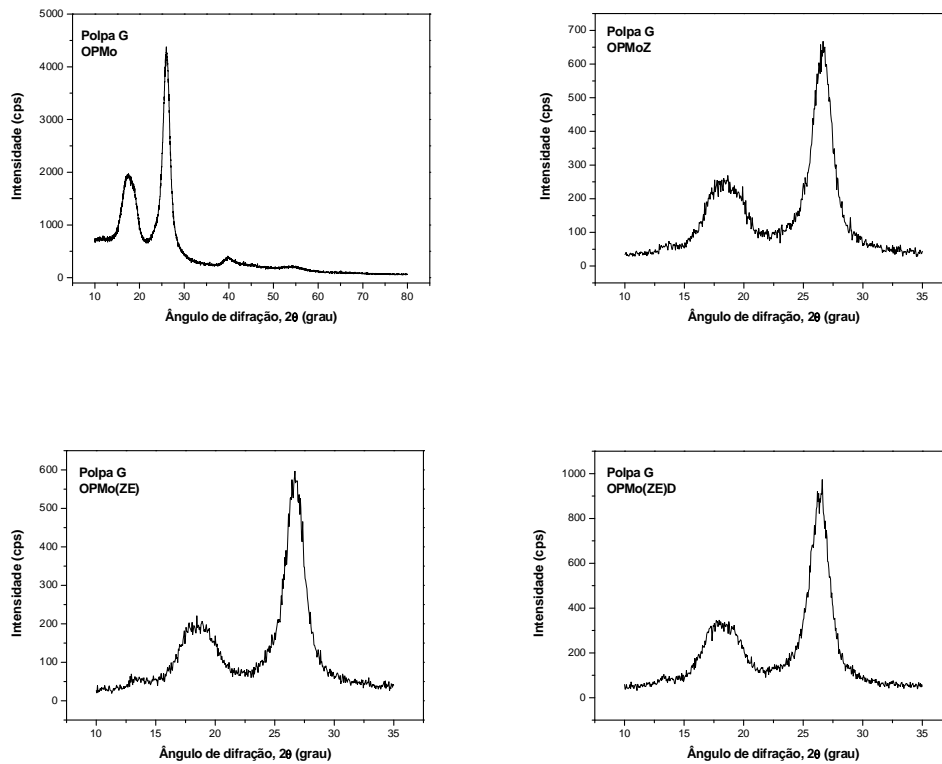 Polpa G
OPMo
Intensidade (cps)
5000
4000
3000
2000
1000
0
10 20 30 40 50 60 70 80
Ângulo de difração, 2θ (grau)
Polpa G
OPMoZ
Intensidade (cps)
700
600
500
400
300
200
100
0
10 15 20 25 30 35
Ângulo de difração, 2θ (grau)
Polpa G
OPMo(ZE)
Intensidade (cps)
600
500
400
300
200
100
0
10 15 20 25 30 35
Ângulo de difração, 2θ (grau)
Polpa G
OPMo(ZE)D
Intensidade (cps)
1000
800
600
400
200
0
10 15 20 25 30 35
Ângulo de difração, 2θ (grau)